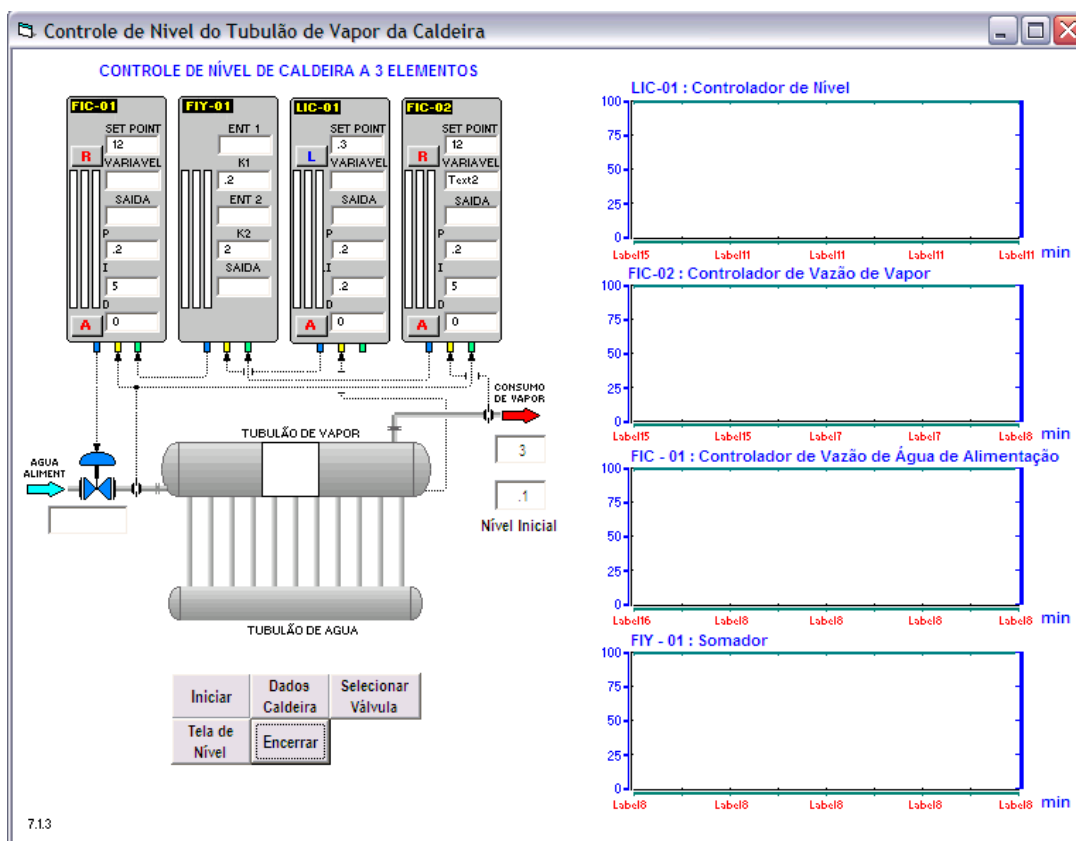 Controle de Nivel do Tubulão de Vapor da Caldeira
CONTROLE DE NÍVEL DE CALDEIRA A 3 ELEMENTOS
FIC-01
SET POINT
12
R
VARIAVEL
SAIDA
P
.2
I
5
D
A
0
FIY-01
ENT 1
K1
.2
ENT 2
K2
2
SAIDA
LIC-01
SET POINT
.3
L
VARIAVEL
SAIDA
P
.2
.I
.2
A
0
FIC-02
SET POINT
12
R
VARIAVEL
Text2
SAIDA
P
.2
I
5
D
A
0
CONSUMO
DE VAPOR
3
.1
Nível Inicial
TUBULÃO DE VAPOR
AGUA
ALIMENT
TUBULÃO DE AGUA
Iniciar
Dados
Caldeira
Selecionar
Válvula
Tela de
Nível
Encerrar
7.1.3
LIC-01 : Controlador de Nível
100
75
50
25
0
Label15 Label11 Label11 Label11 Label11 min
FIC-02 : Controlador de Vazão de Vapor
100
75
50
25
0
Label15 Label15 Label7 Label7 Label8 min
FIC - 01 : Controlador de Vazão de Água de Alimentação
100
75
50
25
0
Label16 Label8 Label8 Label8 Label8 min
FIY - 01 : Somador
100
75
50
25
0
Label8 Label8 Label8 Label8 Label8 min